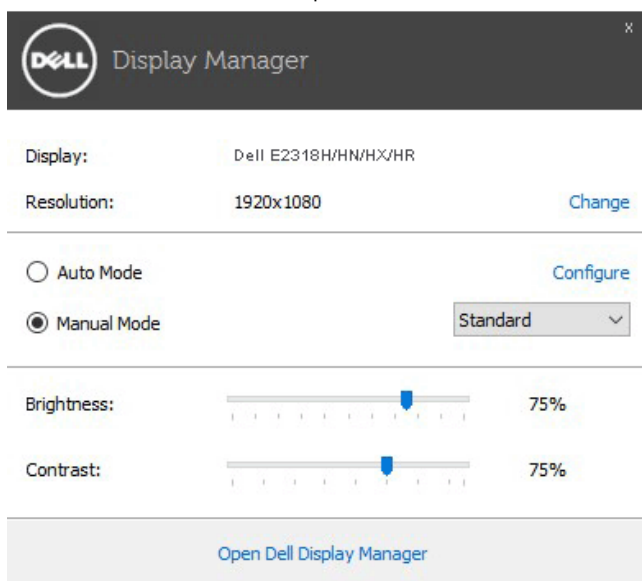 x
DELL Display Manager
Display: Dell E2318H/HN/HX/HR
Resolution: 1920x1080 Change
Auto Mode Configure
Manual Mode Standard
Brightness: 75%
Contrast: 75%
Open Dell Display Manager